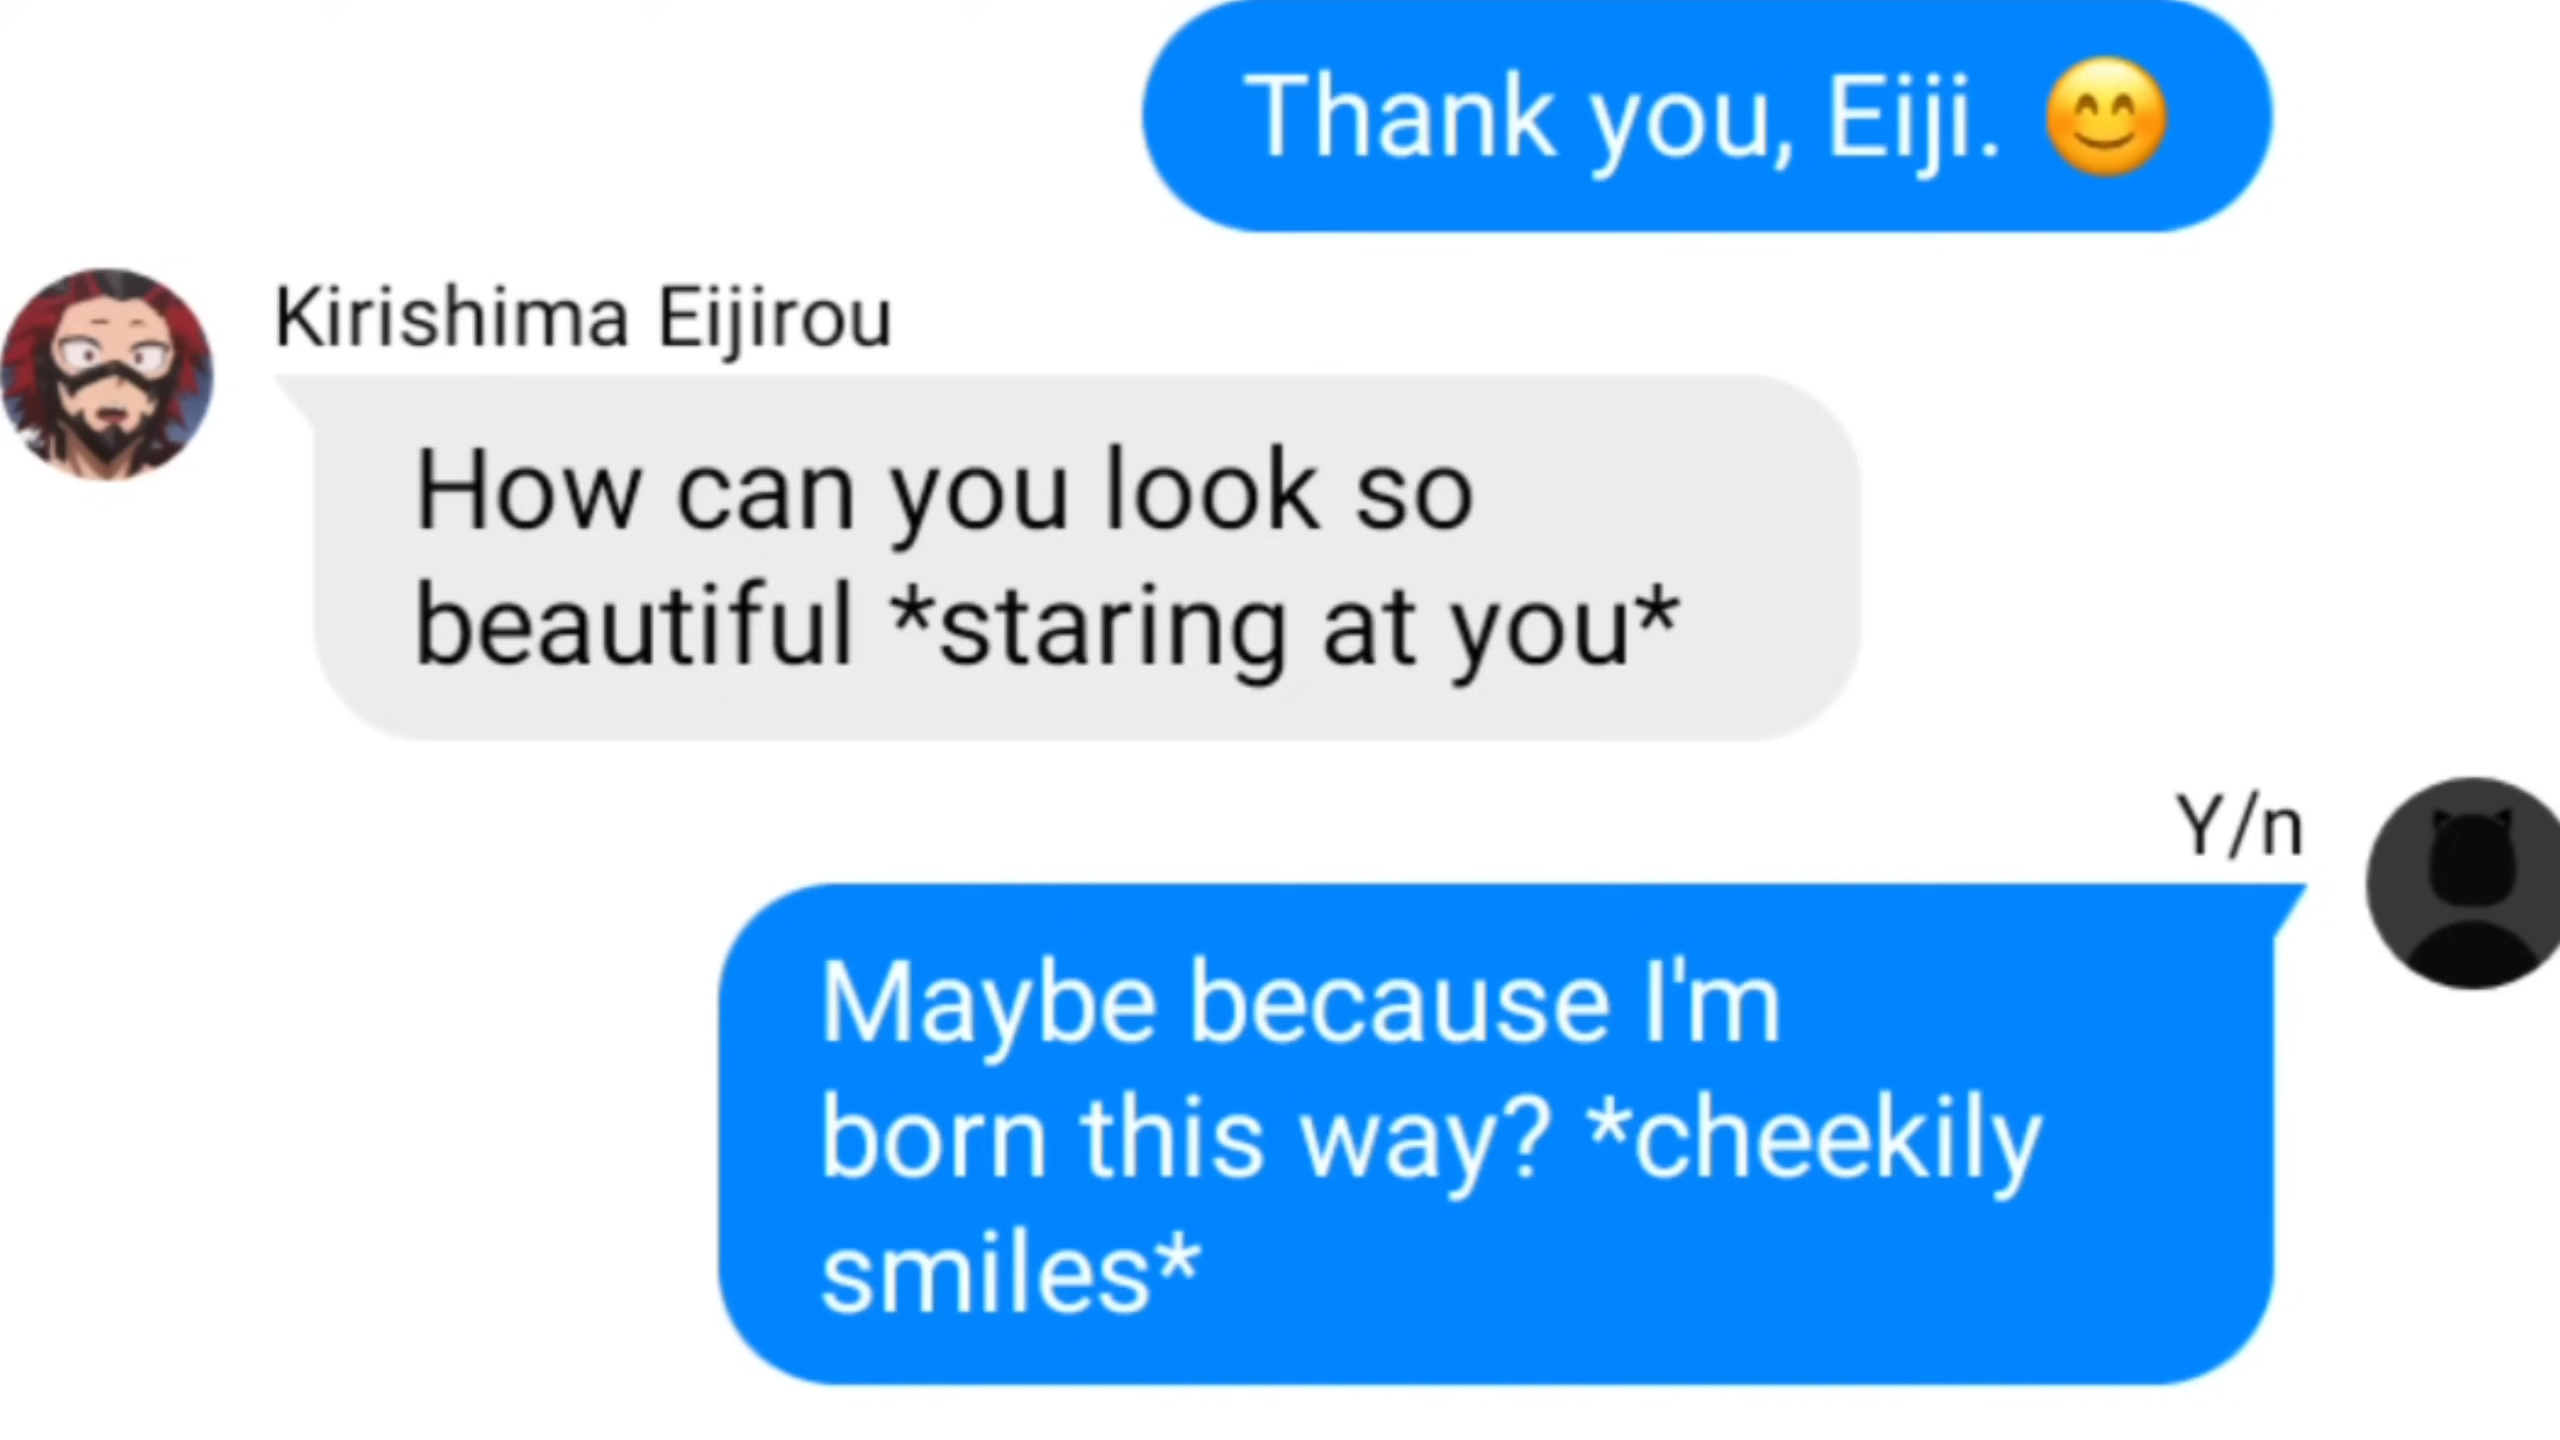 Thank you, Eiji. 😊
Kirishima Eijirou
How can you look so
beautiful *staring at you*
Y/n
Maybe because I'm
born this way? *cheekily
smiles*